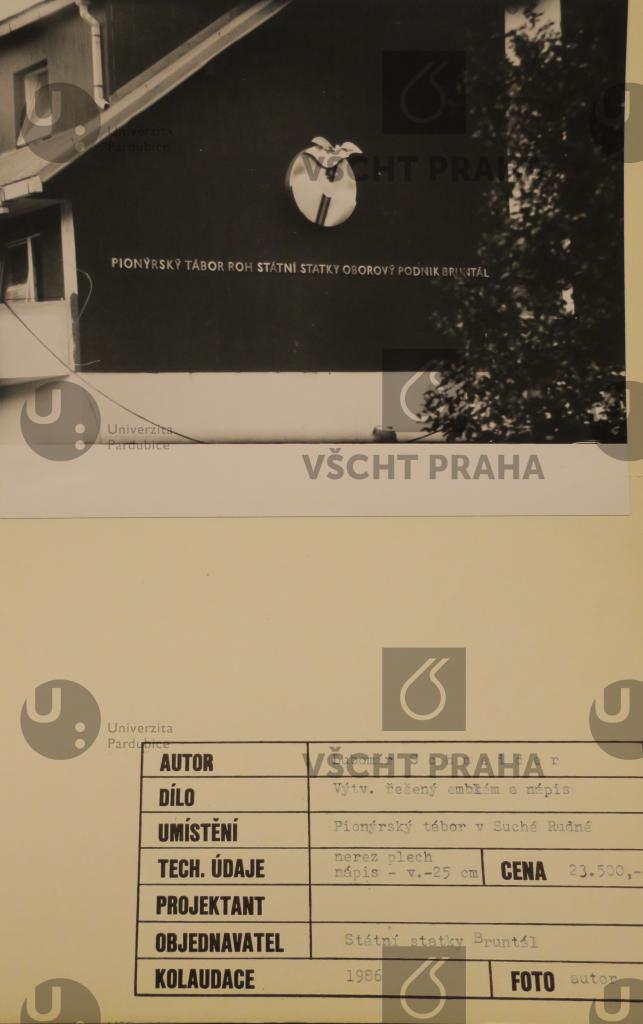 Univerzita
Pardubice
VŠCHT PRAHA
PIONÝRSKÝ TÁBOR ROH STÁTNÍ STATKY OBOROVÝ PODNIK BRUNTÁL
Univerzita
Pardubice
VŠCHT PRAHA
Univerzita
Pardubice
VŠCHT PRAHA
AUTOR
DÍLO Výtv. řešený emblém a nápis
UMÍSTĚNÍ Pionýrský tábor v Suché Rudné
TECH. ÚDAJE nerez plech
nápis - v.-25 cm CENA 23.500,-
PROJEKTANT
OBJEDNAVATEL Státní statky Bruntál
KOLAUDACE 1986 FOTO autor